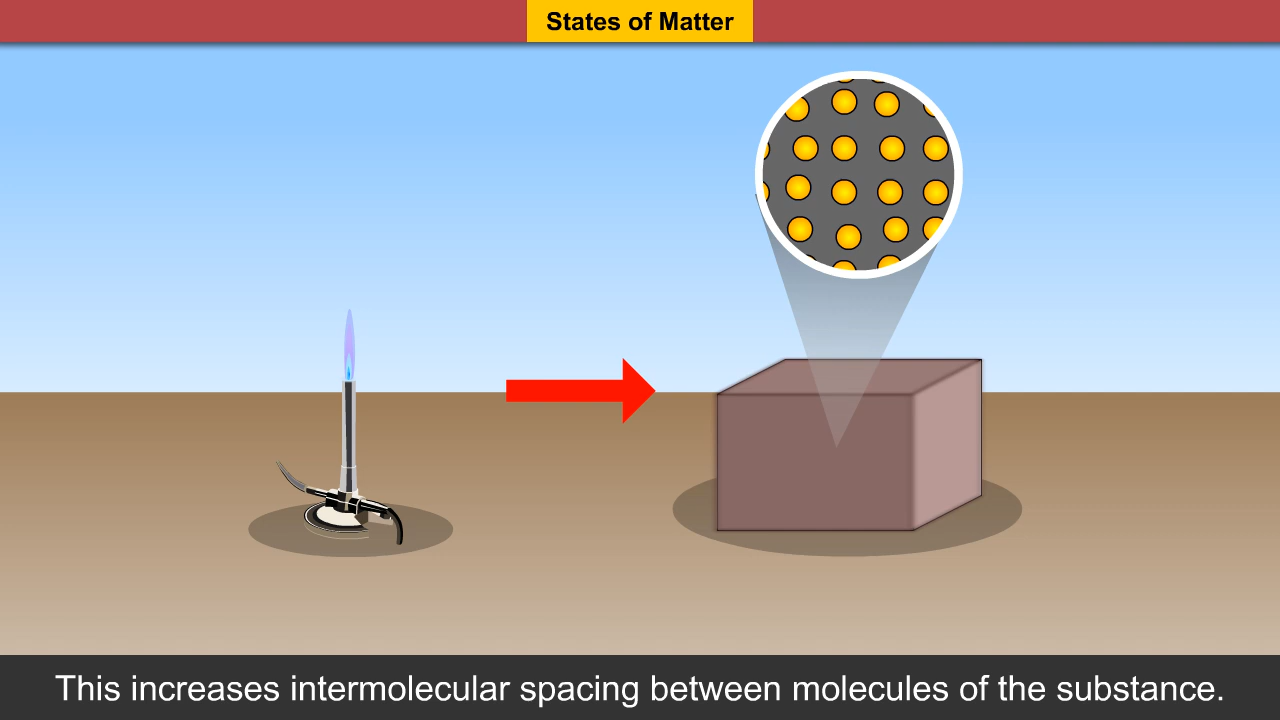 States of Matter
This increases intermolecular spacing between molecules of the substance.